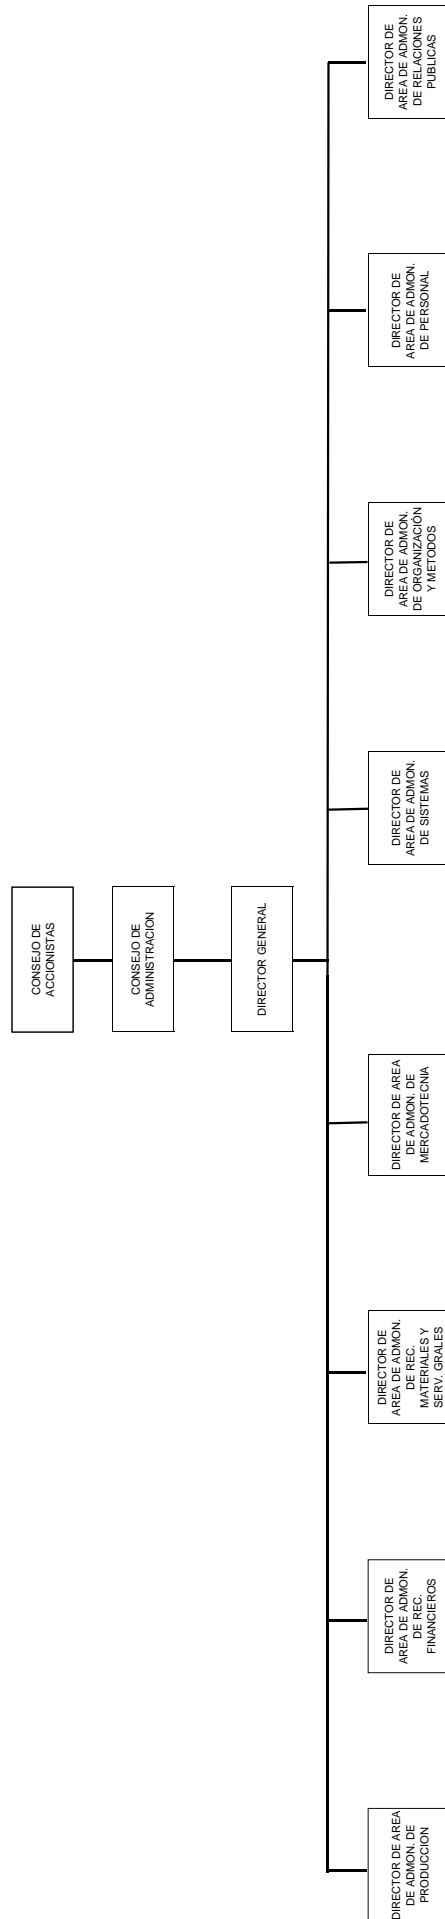 CONSEJO DE
ACCIONISTAS
CONSEJO DE
ADMINISTRACION
DIRECTOR GENERAL
DIRECTOR DE AREA
DE ADMON. DE
PRODUCCION
DIRECTOR DE
AREA DE ADMON.
DE REC.
FINANCIEROS
DIRECTOR DE
AREA DE ADMON.
DE REC.
MATERIALES Y
SERV. GRALES
DIRECTOR DE AREA
DE ADMON. DE
MERCADOTECNIA
DIRECTOR DE
AREA DE ADMON.
DE SISTEMAS
DIRECTOR DE
AREA DE ADMON.
DE ORGANIZACIÓN
Y METODOS
DIRECTOR DE
AREA DE ADMON.
DE PERSONAL
DIRECTOR DE
AREA DE ADMON.
DE RELACIONES
PUBLICAS